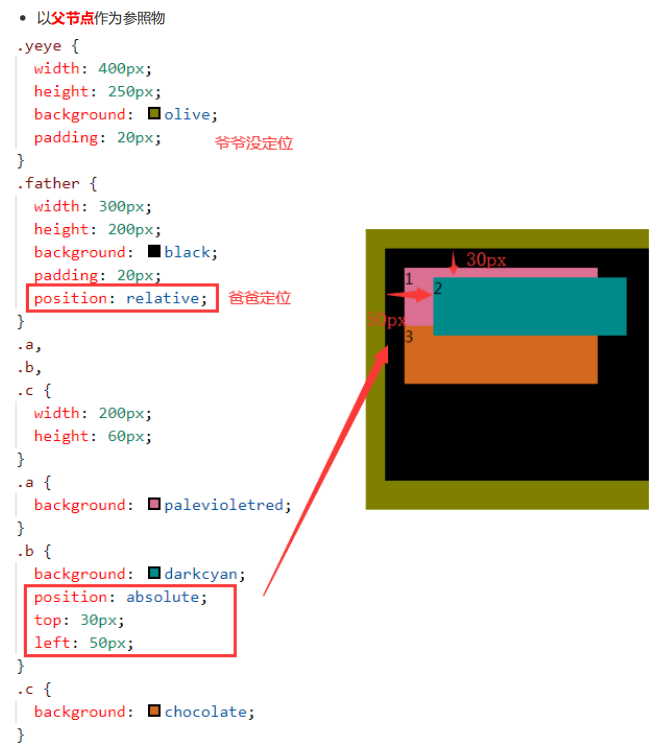 以父节点作为参照物
.yeye {
width: 400px;
height: 250px;
background: olive;
padding: 20px;
爷爷没定位
}
.father {
width: 300px;
height: 200px;
background: black;
padding: 20px;
position: relative;
爸爸定位
}
.a,
.b,
.c {
width: 200px;
height: 60px;
}
.a {
background: palevioletred;
}
.b {
background: darkcyan;
position: absolute;
top: 30px;
left: 50px;
}
.c {
background: chocolate;
}
30px
1
2
50px
3